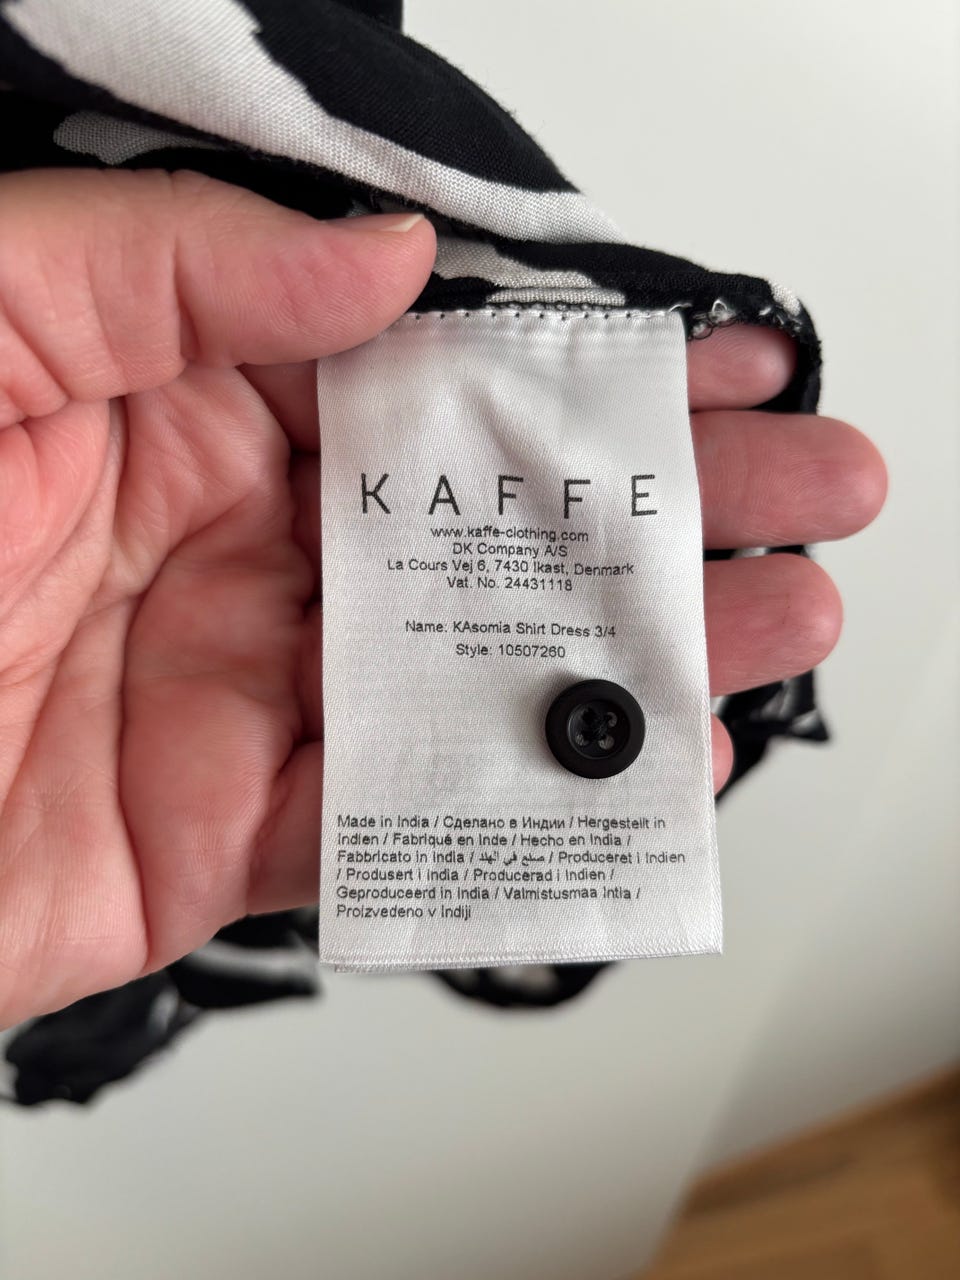 KAFFE
www.kaffe-clothing.com
DK Company A/S
La Cours Vej 6, 7430 Ikast, Denmark
Vat. No. 24431118
Name: KAsomia Shirt Dress 3/4
Style: 10507260
Made in India / Сделано в Индии / Hergestellt in
Indien / Fabriqué en Inde / Hecho en India /
Fabbricato in India / صنع في الهند / Produceret i Indien
/ Produsert i india / Producerad i Indien /
Geproduceerd in India / Valmistusmaa Intia /
Proizvedeno v Indiji